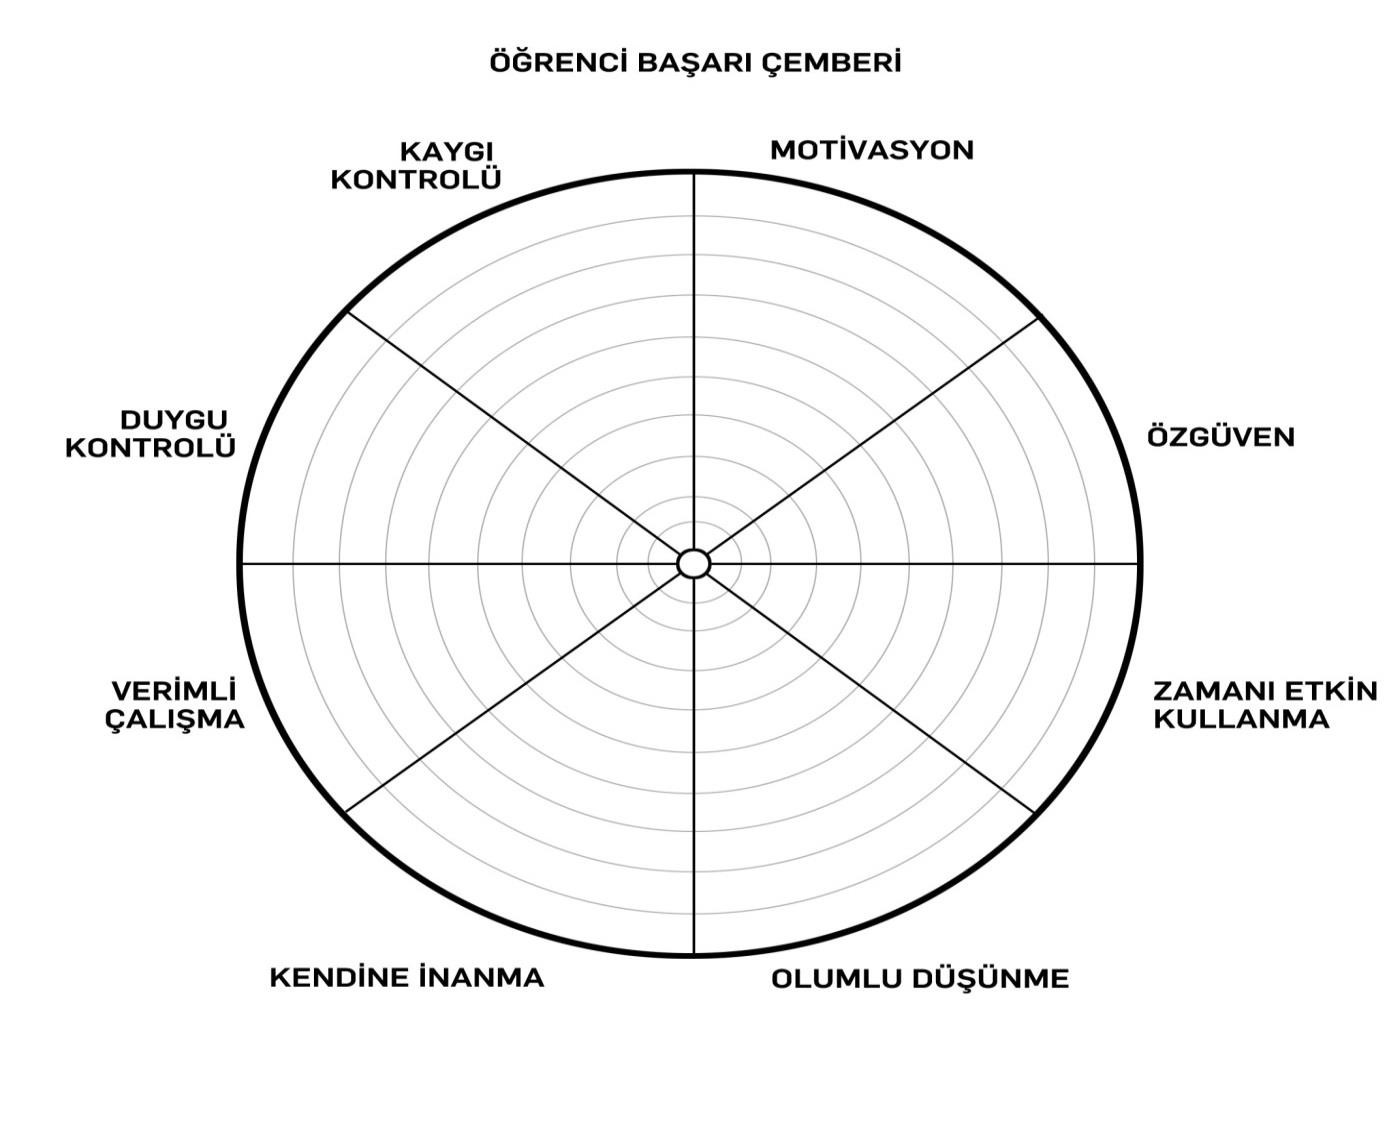 ÖĞRENCİ BAŞARI ÇEMBERİ
KAYGI
KONTROLÜ
MOTİVASYON
DUYGU
KONTROLÜ
ÖZGÜVEN
VERİMLİ
ÇALIŞMA
ZAMANI ETKİN
KULLANMA
KENDİNE İNANMA
OLUMLU DÜŞÜNME